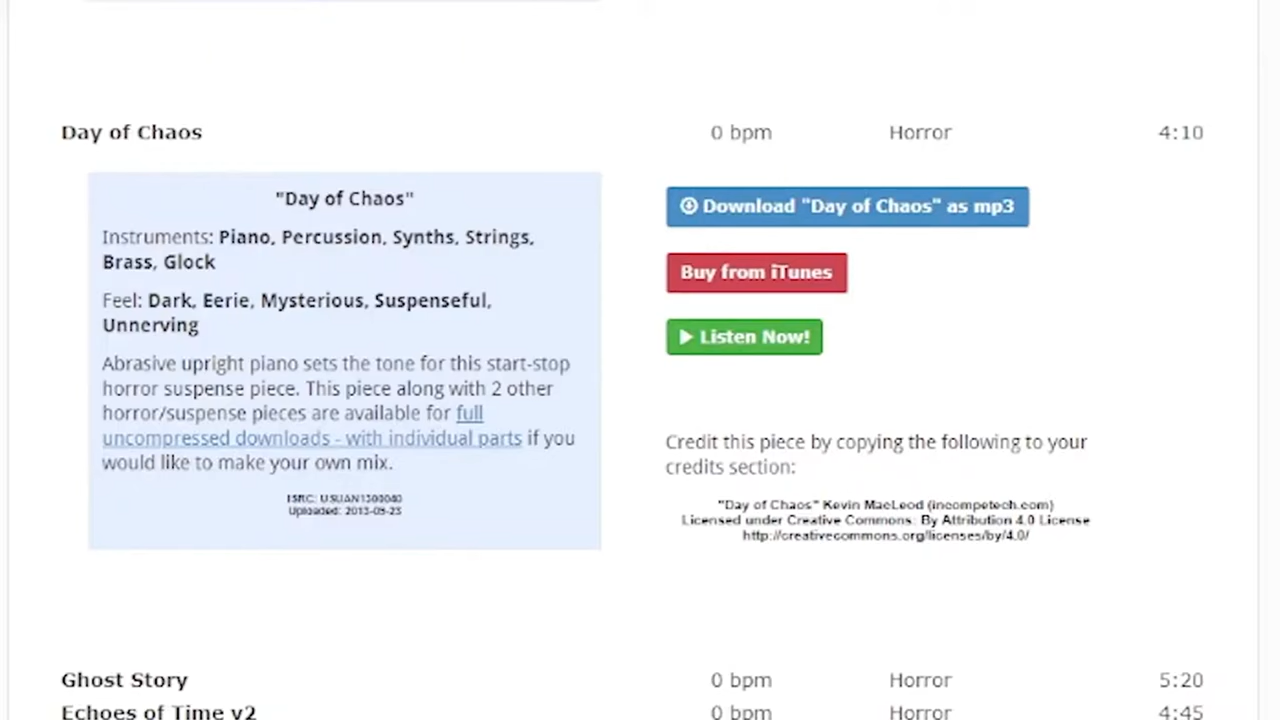 Day of Chaos 0 bpm Horror 4:10
"Day of Chaos"
Instruments: Piano, Percussion, Synths, Strings,
Brass, Glock
Feel: Dark, Eerie, Mysterious, Suspenseful,
Unnerving
Abrasive upright piano sets the tone for this start-stop
horror suspense piece. This piece along with 2 other
horror/suspense pieces are available for full
uncompressed downloads - with individual parts if you
would like to make your own mix.
ISRC: USUAN1300040
Uploaded:
Download "Day of Chaos" as mp3
Buy from iTunes
Listen Now!
Credit this piece by copying the following to your
credits section:
"Day of Chaos" Kevin MacLeod (incompetech.com)
Licensed under Creative Commons: By Attribution 4.0 License
http://creativecommons.org/licenses/by/4.0/
Ghost Story 0 bpm Horror 5:20
Echoes of Time v2 0 bpm Horror 4:45